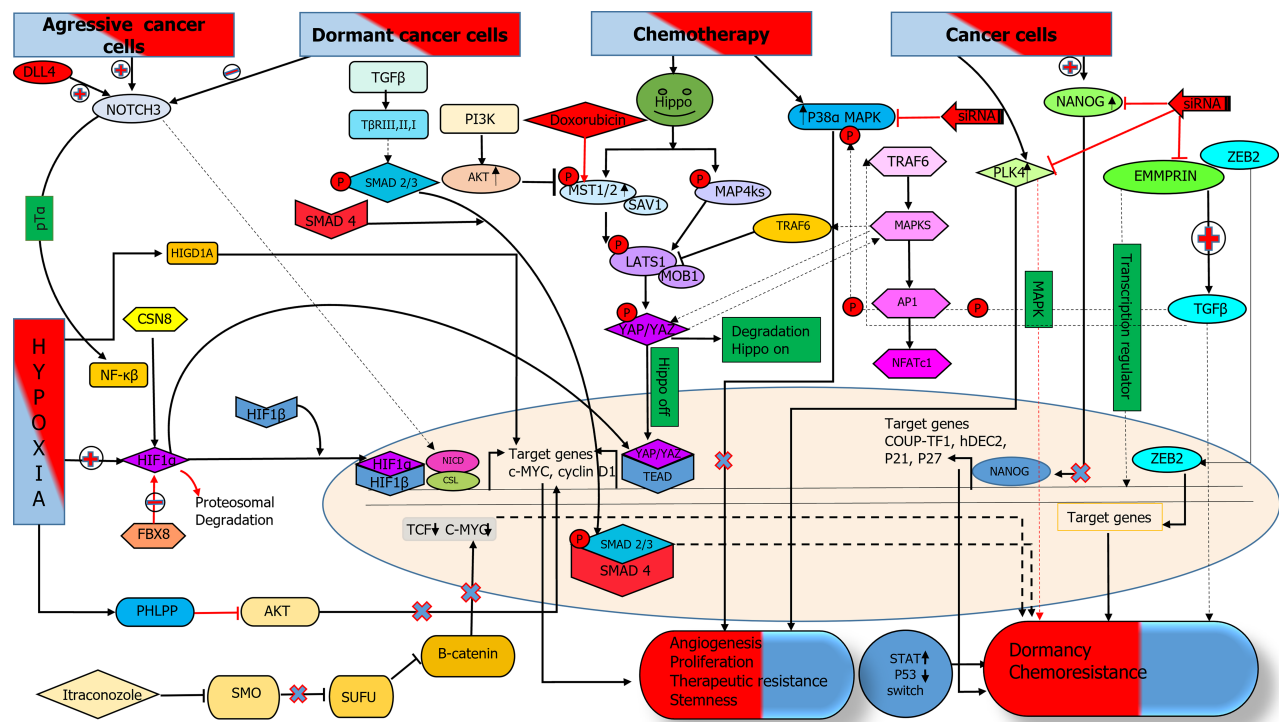 Agressive cancer
cells
Dormant cancer cells
Chemotherapy
Cancer cells
DLL4
NOTCH3
TGFβ
TβRIII,II,I
PI3K
P
SMAD 2/3
AKT
SMAD 4
Doxorubicin
Hippo
P
MST1/2
SAV1
P
MAP4ks
P38α MAPK
P
siRNA
NANOG
siRNA
PLK4
ZEB2
EMMPRIN
TRAF6
MAPKS
TRAF6
P
LATS1
MOB1
AP1
P
P
TGFβ
NFATc1
P
YAP/YAZ
Degradation
Hippo on
Hippo off
MAPK
Transcription regulator
pTα
HIGD1A
CSN8
NF-κβ
HYPOXIA
HIF1β
HIF1α
Proteosomal
Degradation
FBX8
HIF1α
HIF1β
NICD
CSL
Target genes
c-MYC, cyclin D1
YAP/YAZ
TEAD
Target genes
COUP-TF1, hDEC2,
P21, P27
NANOG
ZEB2
Target genes
TCF C-MYC
P
SMAD 2/3
SMAD 4
PHLPP
AKT
B-catenin
Itraconozole
SMO
SUFU
Angiogenesis
Proliferation
Therapeutic resistance
Stemness
STAT
P53
switch
Dormancy
Chemoresistance